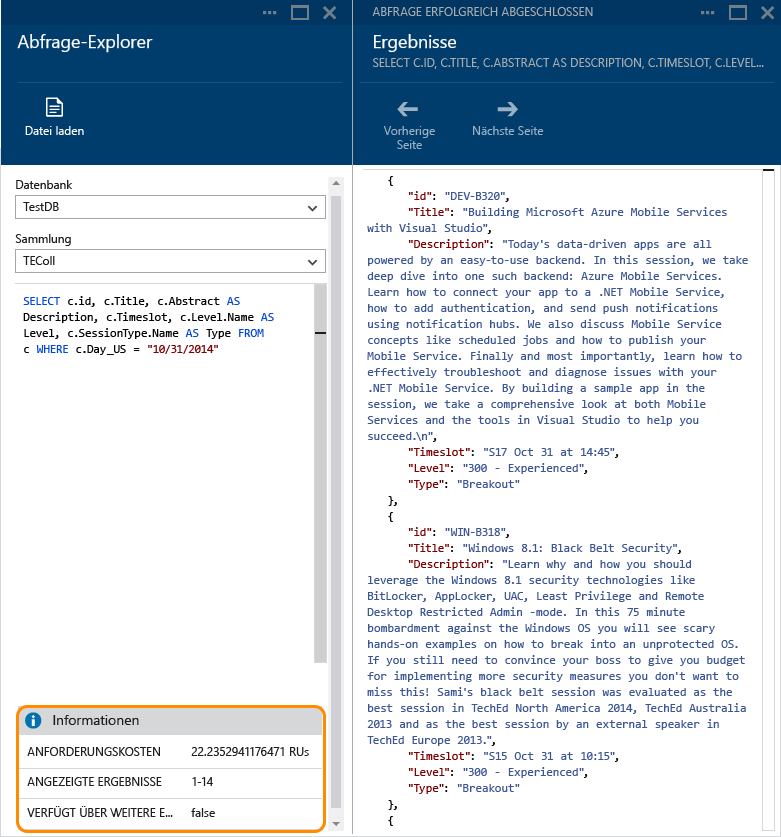 Abfrage-Explorer
Datei laden
Datenbank
TestDB
Sammlung
TEColl
SELECT c.id, c.Title, c.Abstract AS
Description, c.Timeslot, c.Level.Name AS
Level, c.SessionType.Name AS Type FROM
c WHERE c.Day_US = "10/31/2014"
Informationen
ANFORDERUNGSKOSTEN 22.2352941176471 RUs
ANGEZEIGTE ERGEBNISSE 1-14
VERFÜGT ÜBER WEITERE E... false
ABFRAGE ERFOLGREICH ABGESCHLOSSEN
Ergebnisse
SELECT C.ID, C.TITLE, C.ABSTRACT AS DESCRIPTION, C.TIMESLOT, C.LEVEL...
Vorherige
Seite
Nächste Seite
{
"id": "DEV-B320",
"Title": "Building Microsoft Azure Mobile Services
with Visual Studio",
"Description": "Today's data-driven apps are all
powered by an easy-to-use backend. In this session, we take
deep dive into one such backend: Azure Mobile Services.
Learn how to connect your app to a .NET Mobile Service,
how to add authentication, and send push notifications
using notification hubs. We also discuss Mobile Service
concepts like scheduled jobs and how to publish your
Mobile Service. Finally and most importantly, learn how to
effectively troubleshoot and diagnose issues with your
.NET Mobile Service. By building a sample app in the
session, we take a comprehensive look at both Mobile
Services and the tools in Visual Studio to help you
succeed.\n",
"Timeslot": "S17 Oct 31 at 14:45",
"Level": "300 - Experienced",
"Type": "Breakout"
},
{
"id": "WIN-B318",
"Title": "Windows 8.1: Black Belt Security",
"Description": "Learn why and how you should
leverage the Windows 8.1 security technologies like
BitLocker, AppLocker, UAC, Least Privilege and Remote
Desktop Restricted Admin -mode. In this 75 minute
bombardment against the Windows OS you will see scary
hands-on examples on how to break into an unprotected OS.
If you still need to convince your boss to give you budget
for implementing more security measures you don't want to
miss this! Sami's black belt session was evaluated as the
best session in TechEd North America 2014, TechEd Australia
2013 and as the best session by an external speaker in
TechEd Europe 2013.",
"Timeslot": "S15 Oct 31 at 10:15",
"Level": "300 - Experienced",
"Type": "Breakout"
},
{